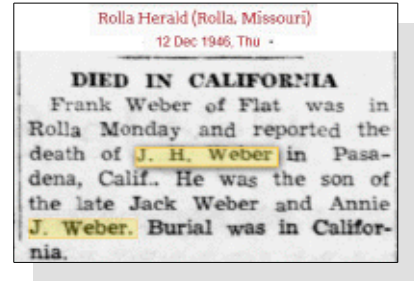 Rolla Herald (Rolla, Missouri)
12 Dec 1946, Thu
DIED IN CALIFORNIA
Frank Weber of Flat was in
Rolla Monday and reported the
death of J. H. Weber in Pasa-
dena, Calif.. He was the son of
the late Jack Weber and Annie
J. Weber. Burial was in Califor-
nia.